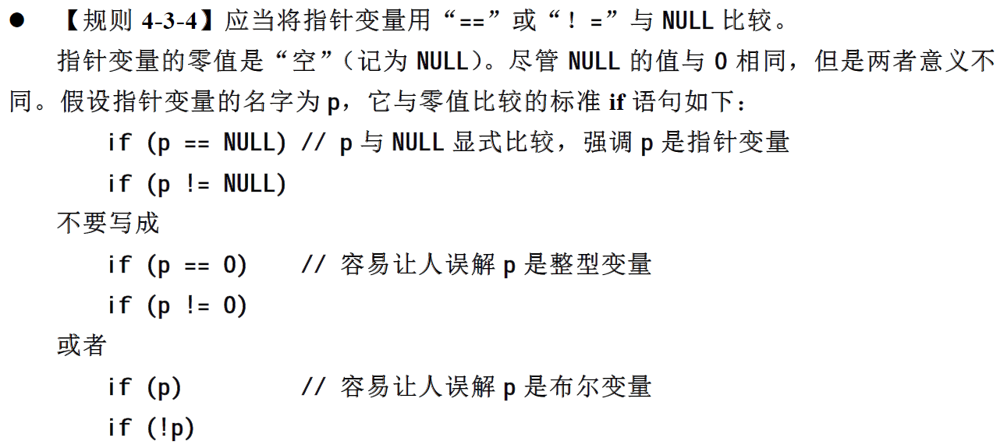 ● 【规则 4-3-4】应当将指针变量用“==”或“! =”与 NULL 比较。
指针变量的零值是“空”（记为 NULL）。尽管 NULL 的值与 0 相同，但是两者意义不
同。假设指针变量的名字为 p，它与零值比较的标准 if 语句如下：
if (p == NULL) // p 与 NULL 显式比较，强调 p 是指针变量
if (p != NULL)
不要写成
if (p == 0) // 容易让人误解 p 是整型变量
if (p != 0)
或者
if (p) // 容易让人误解 p 是布尔变量
if (!p)